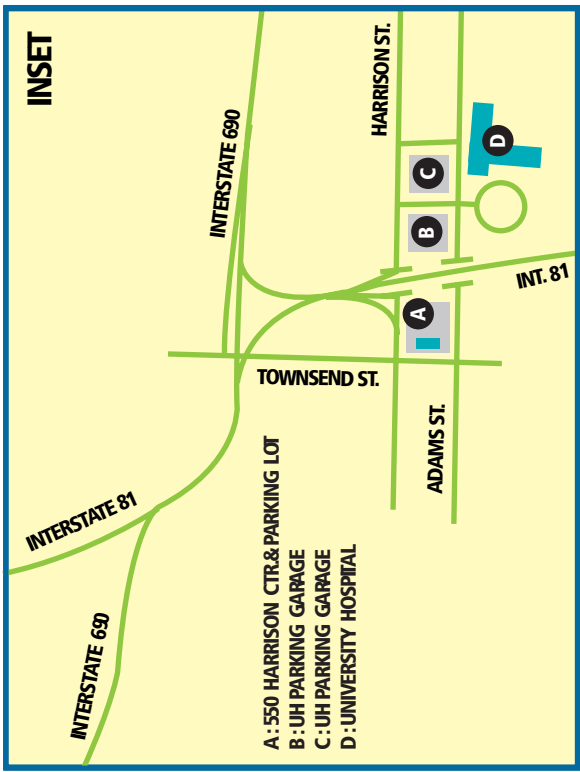 INSET
INTERSTATE 690
HARRISON ST.
INTERSTATE 81
TOWNSEND ST.
ADAMS ST.
INT. 81
INTERSTATE 690
A
B
C
D
A : 550 HARRISON CTR.& PARKING LOT
B : UH PARKING GARAGE
C : UH PARKING GARAGE
D : UNIVERSITY HOSPITAL